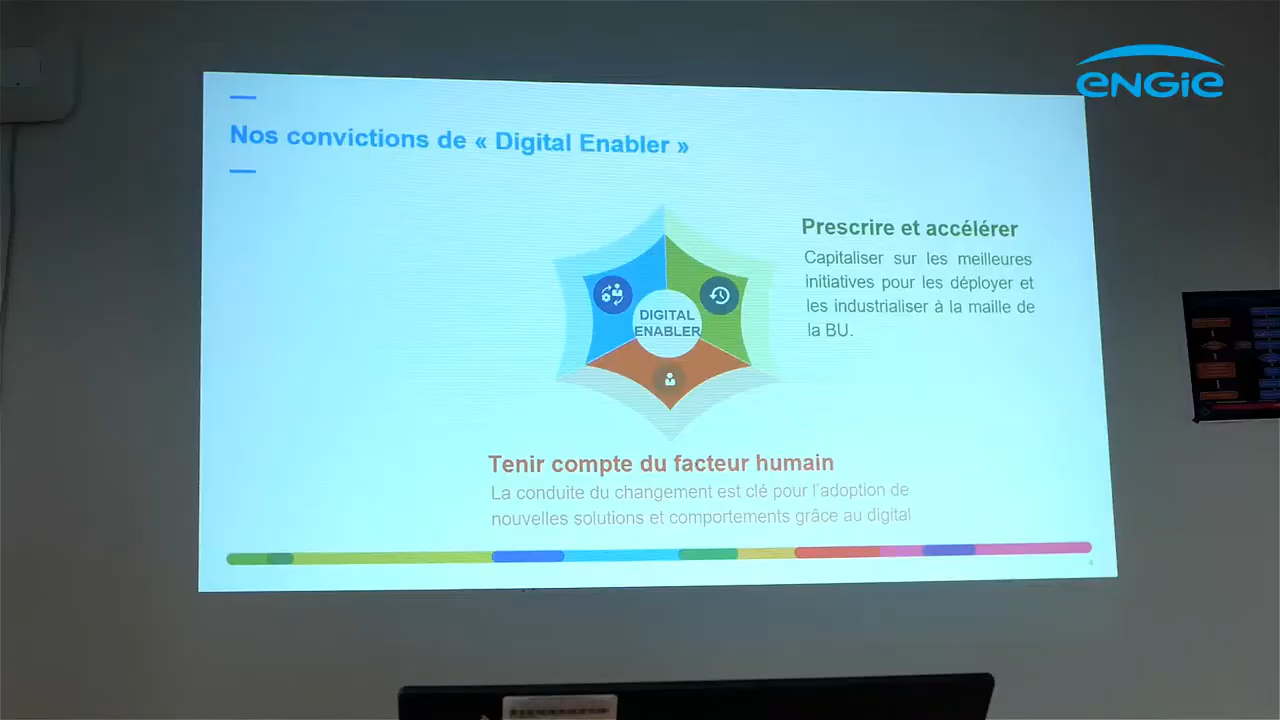 ENGIE
Nos convictions de « Digital Enabler »
Prescrire et accélérer
Capitaliser sur les meilleures
initiatives pour les déployer et
les industrialiser à la maille de
la BU.
DIGITAL
ENABLER
Tenir compte du facteur humain
La conduite du changement est clé pour l'adoption de
nouvelles solutions et comportements grâce au digital